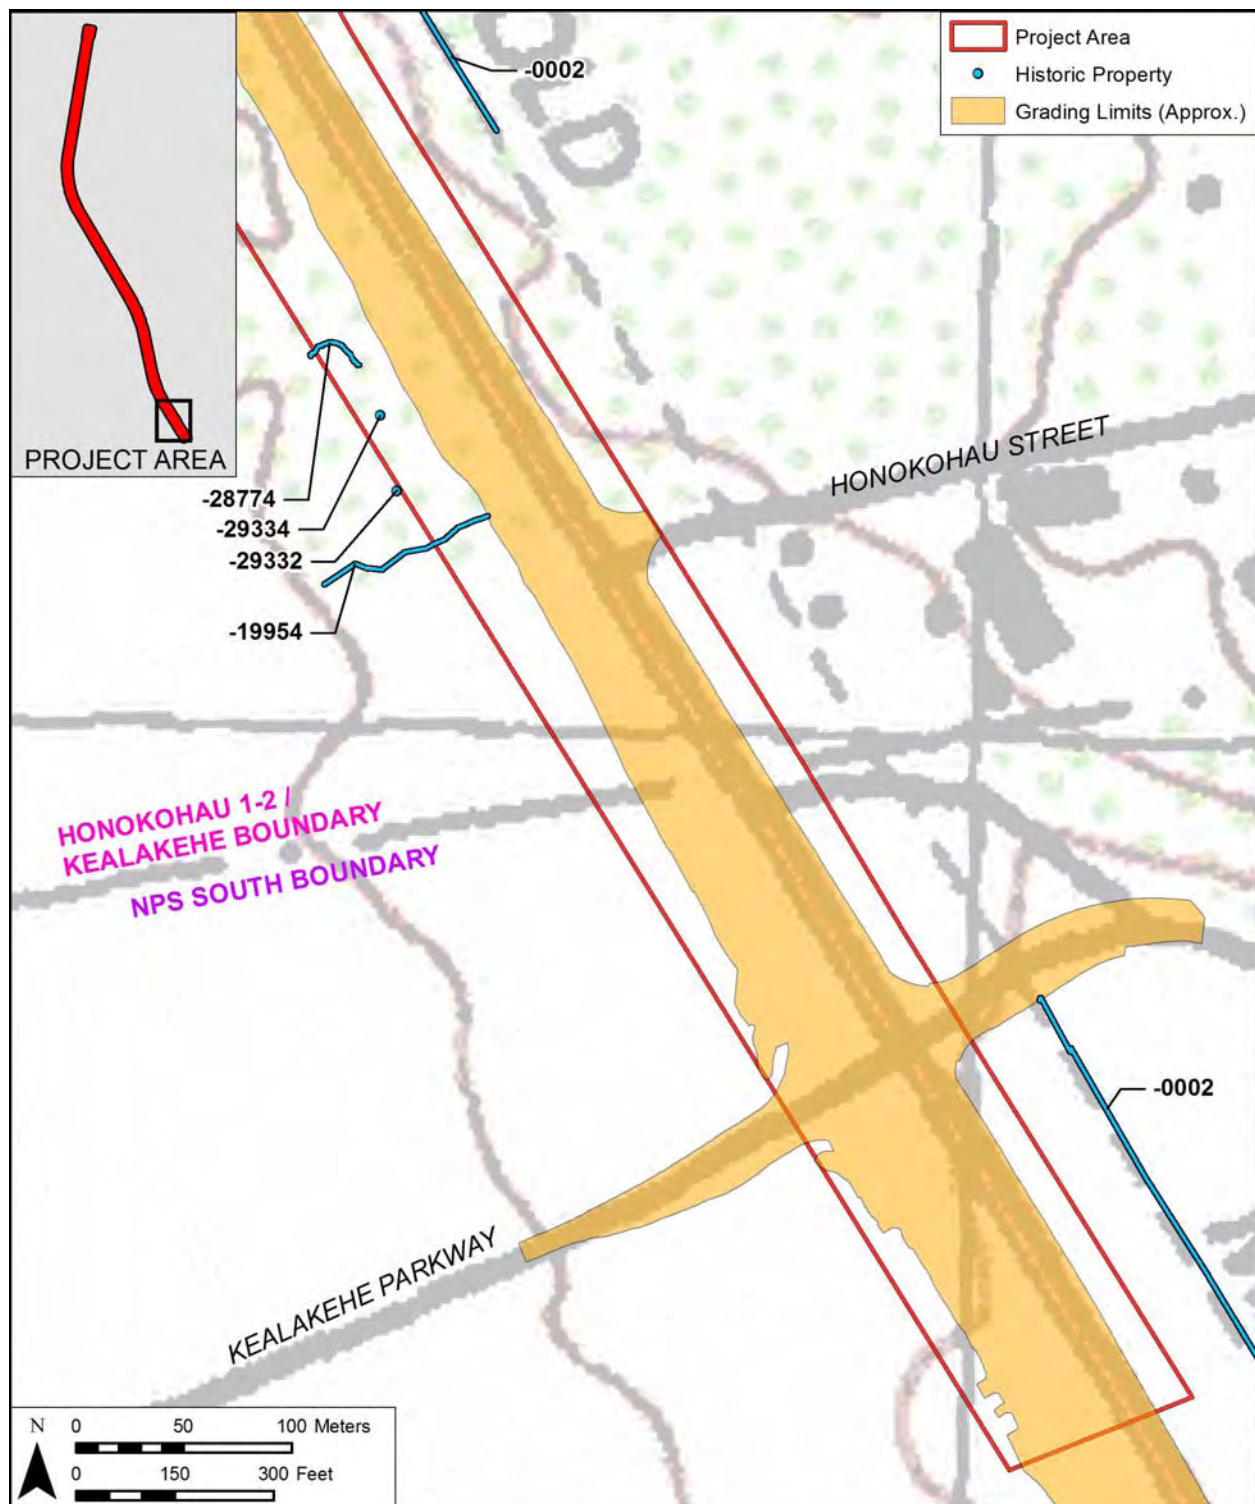 -0002
Project Area
Historic Property
Grading Limits (Approx.)
LD
PROJECT AREA
HONOKOHAU STREET
-28774
-29334
-29332
-19954
HONOKOHAU 1-2 /
KEALAKEHE BOUNDARY
NPS SOUTH BOUNDARY
-0002
KEALAKEHE PARKWAY
N
0 50 100 Meters
0 150 300 Feet